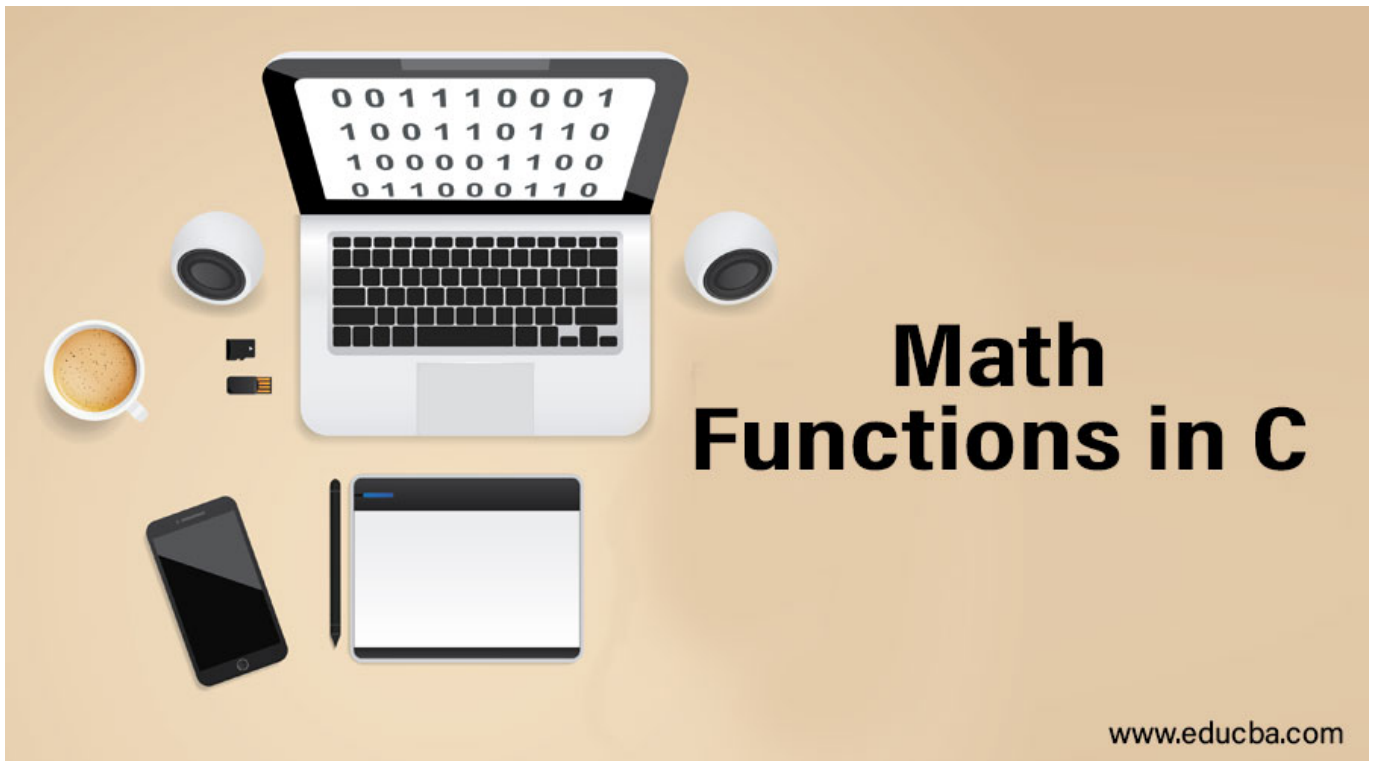 0 0 1 1 1 0 0 0 1
1 0 0 1 1 0 1 1 0
1 0 0 0 0 1 1 0 0
0 1 1 0 0 0 1 1 0
Math
Functions in C
www.educba.com